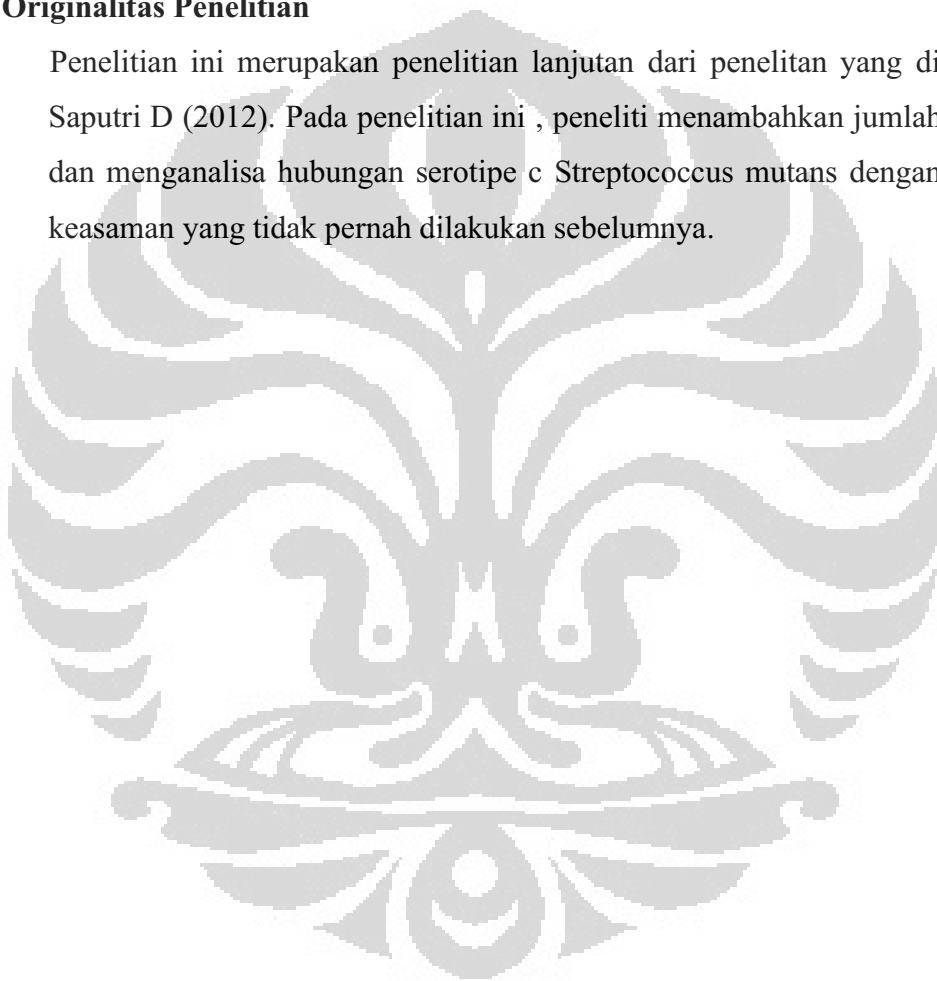 Originalitas Penelitian
Penelitian ini merupakan penelitian lanjutan dari penelitan yang di
Saputri D (2012). Pada penelitian ini , peneliti menambahkan jumlah
dan menganalisa hubungan serotipe c Streptococcus mutans dengan
keasaman yang tidak pernah dilakukan sebelumnya.